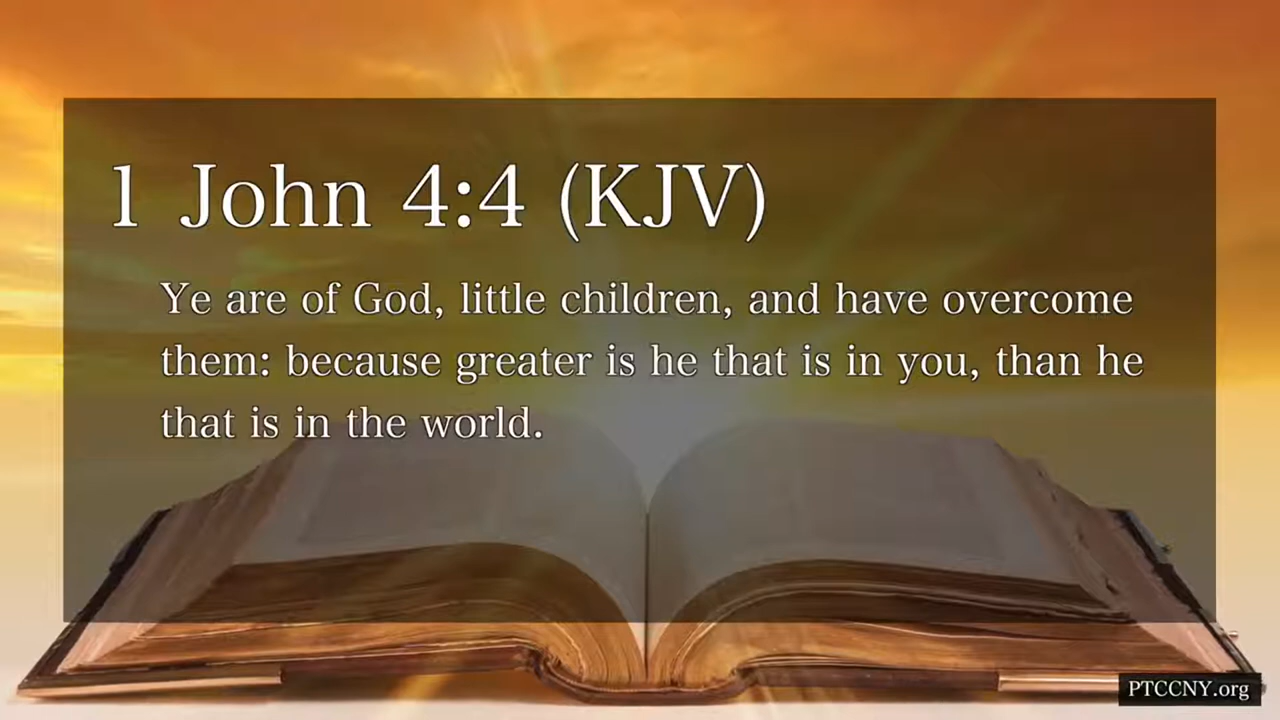 1 John 4:4 (KJV)
Ye are of God, little children, and have overcome
them: because greater is he that is in you, than he
that is in the world.
PTCCNY.org